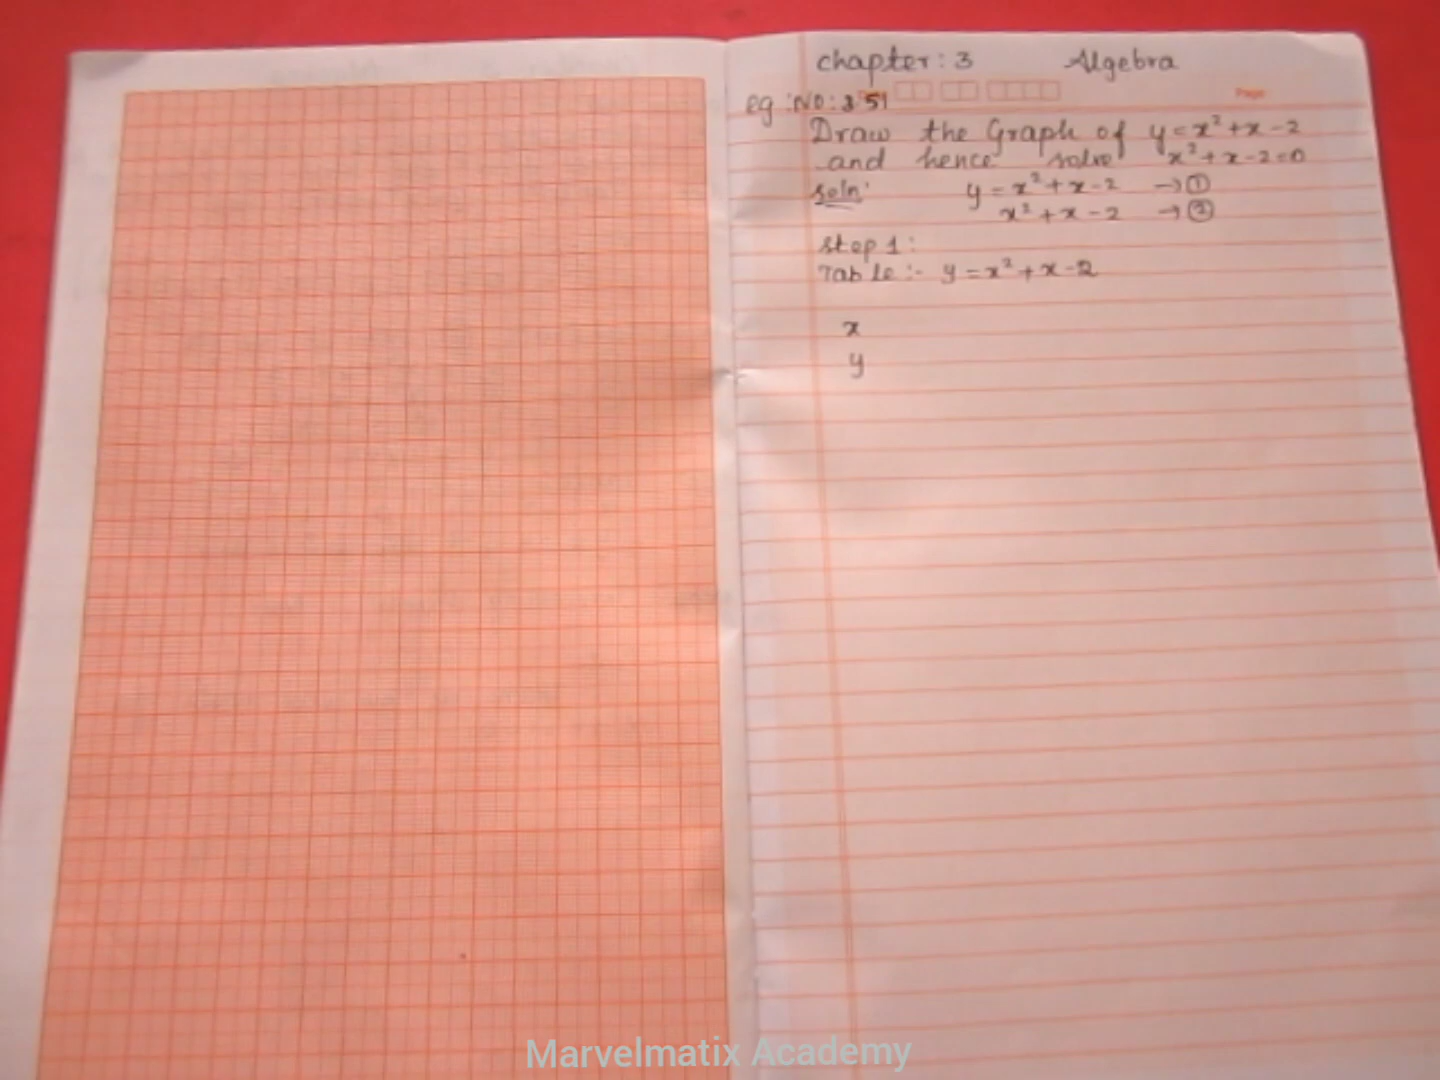 chapter: 3 Algebra
Page
eg: No: 3 51
Draw the Graph of y = x² + x - 2
and hence solve x² + x - 2 = 0
soln: y = x² + x - 2 → ①
x² + x - 2 → ②
step 1:
Table :- y = x² + x - 2
x
y
Marvelmatix Academy